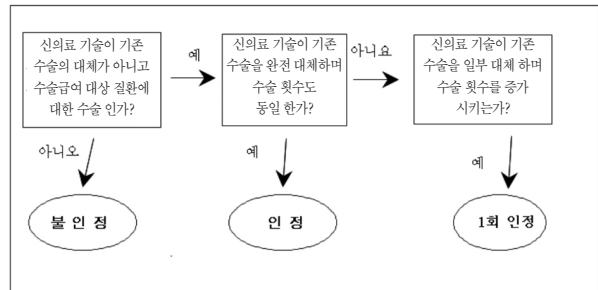 신의료 기술이 기존
수술의 대체가 아니고
수술급여 대상 질환에
대한 수술 인가?
예
신의료 기술이 기존
수술을 완전 대체하며
수술 횟수도
동일 한가?
아니요
신의료 기술이 기존
수술을 일부 대체 하며
수술 횟수를 증가
시키는가?
아니오
예
예
불 인 정
인 정
1회 인정